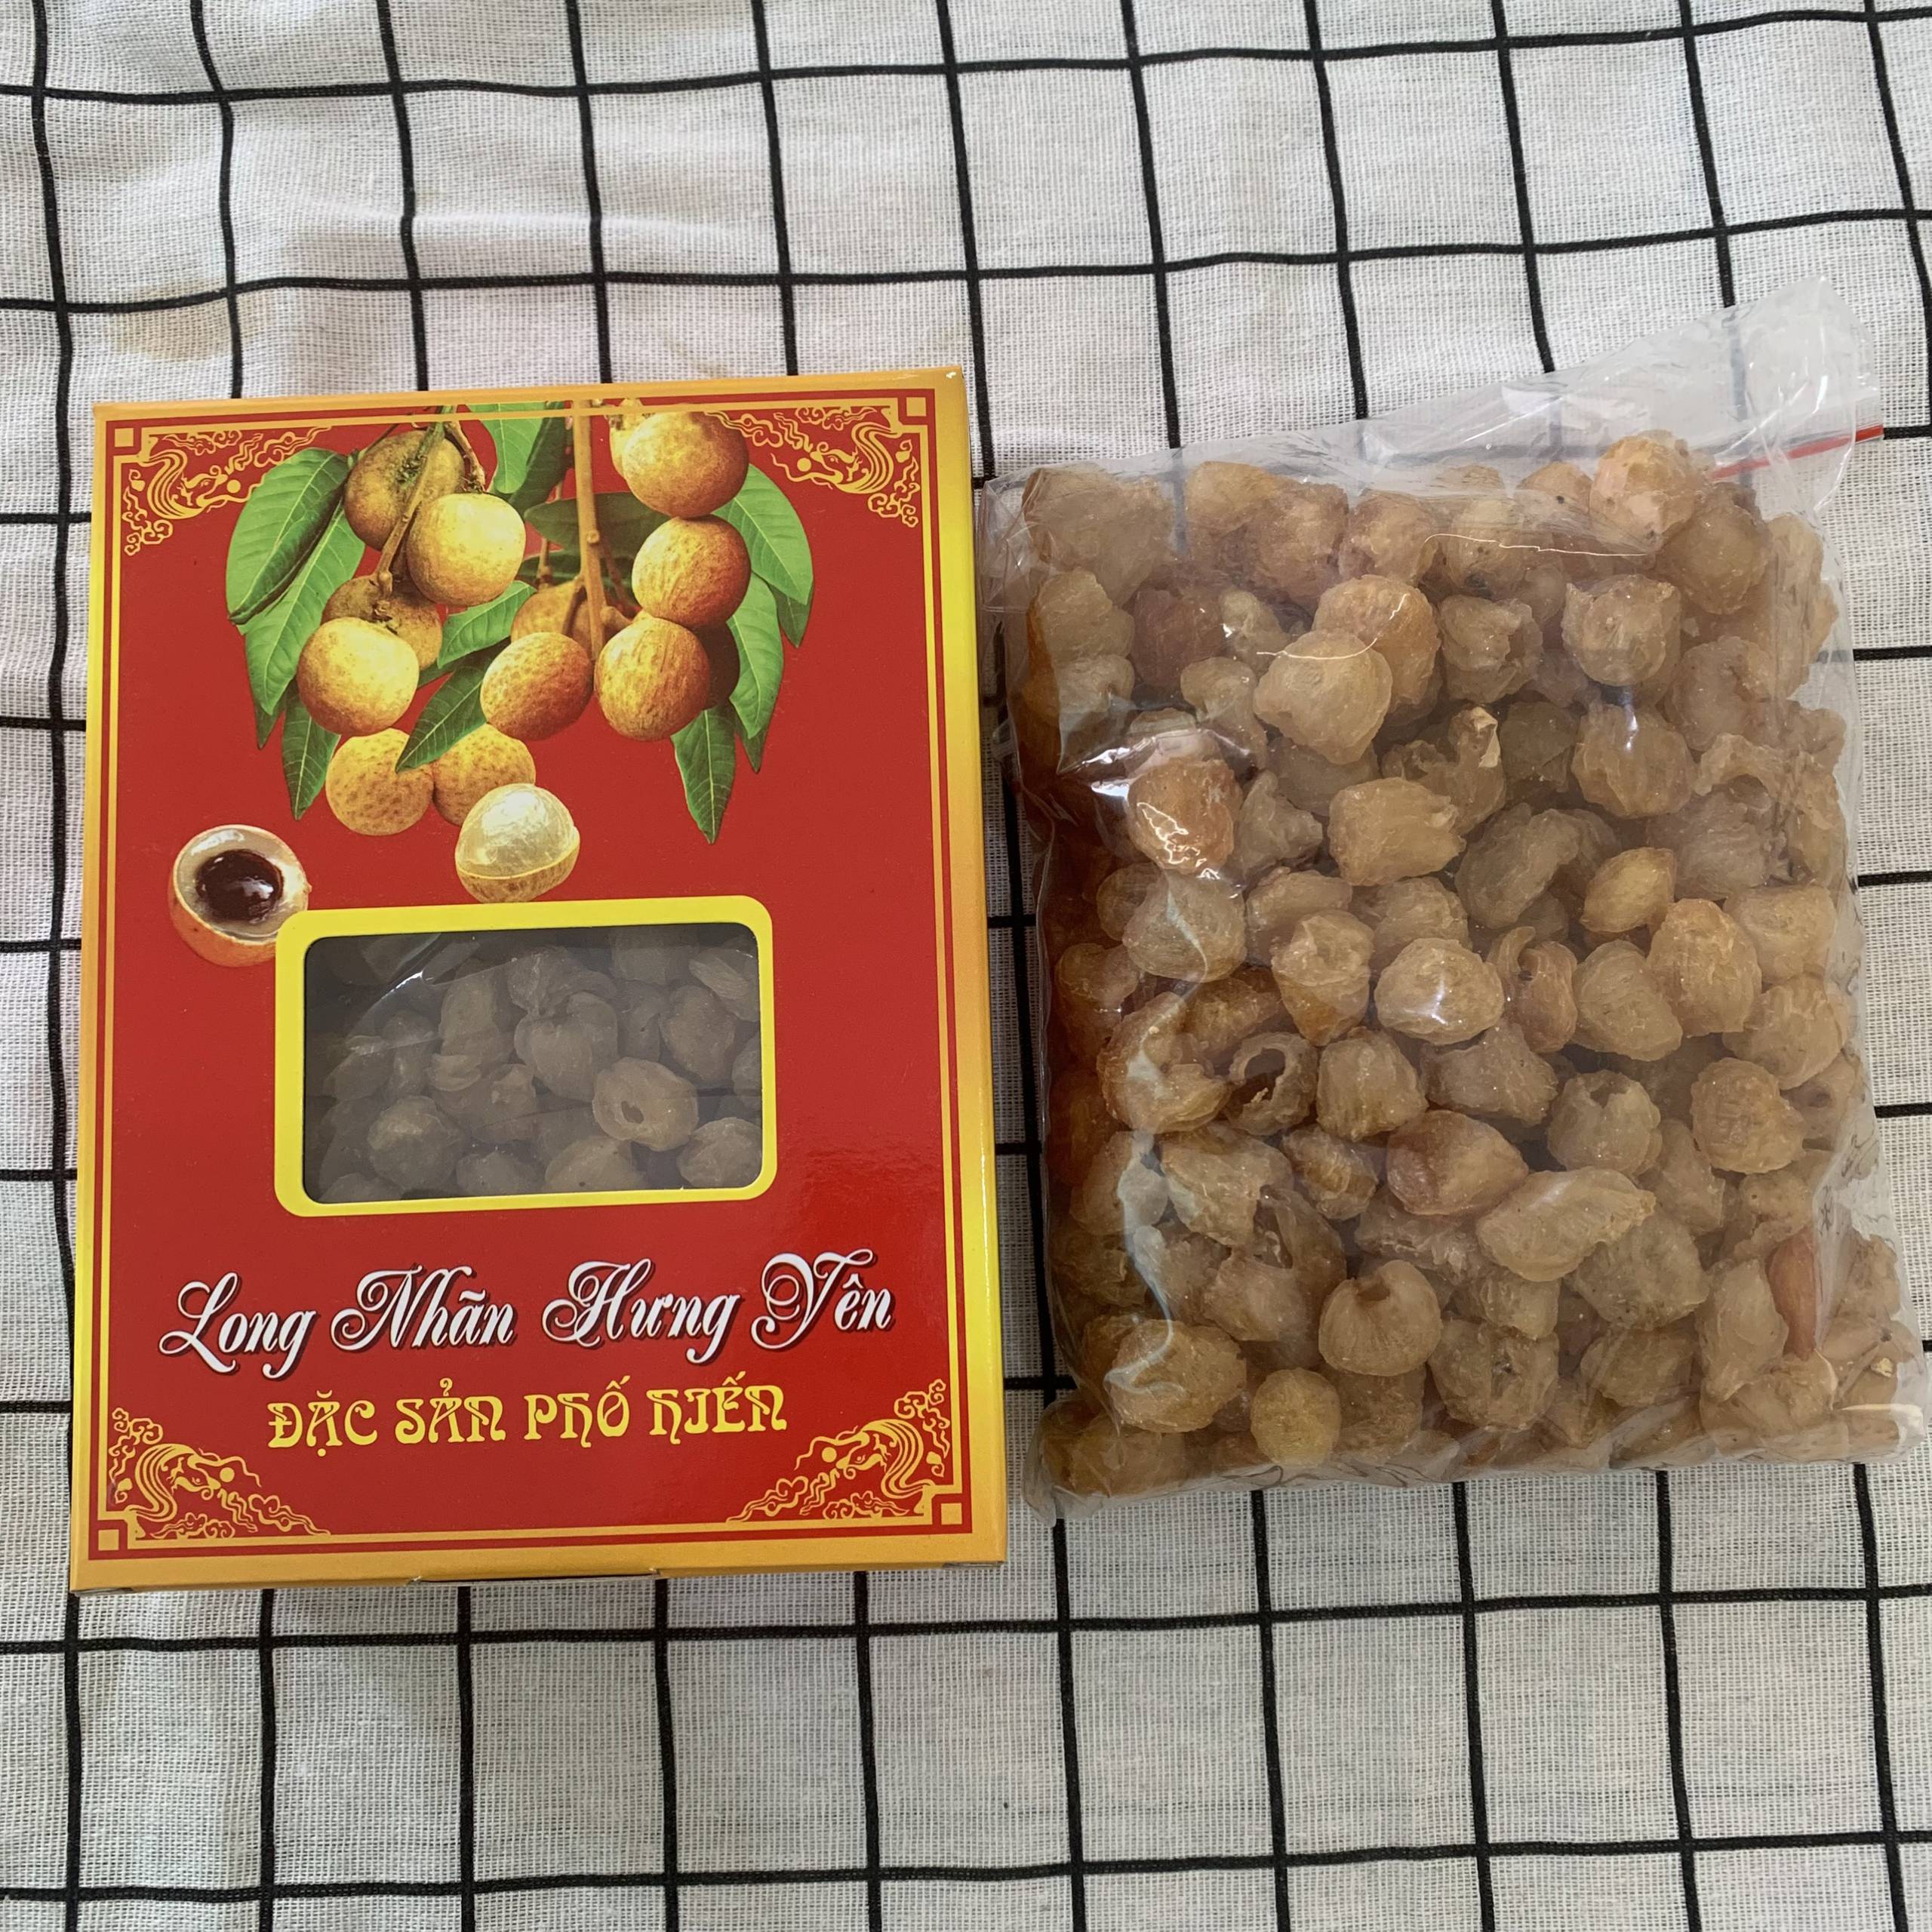 Long Nhãn Hưng Yên
ĐẶC SẢN PHỐ HIẾN